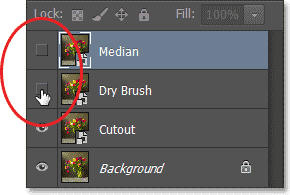 Lock: Fill: 100%
Median
Dry Brush
Cutout
Background